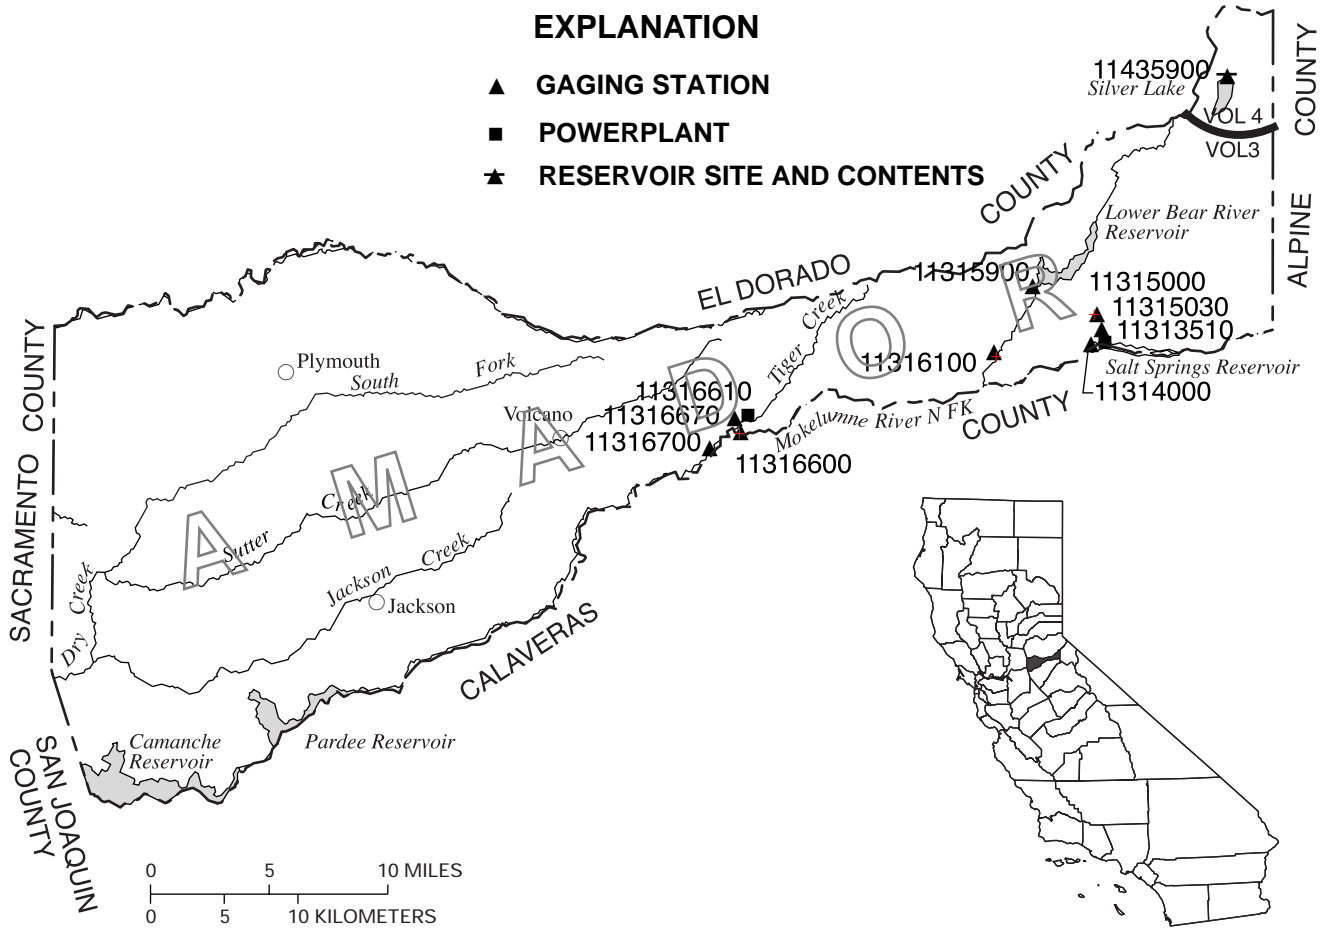 EXPLANATION
GAGING STATION
POWERPLANT
RESERVOIR SITE AND CONTENTS
11435900
Silver Lake
VOL 4
VOL3
COUNTY
ALPINE
COUNTY
Lower Bear River
Reservoir
EL DORADO
11315900
11315000
11315030
11313510
Salt Springs Reservoir
11314000
11316100
Tiger Creek
Mokelumne River N FK
COUNTY
AMADOR
11316610
11316670
11316700
11316600
Volcano
Plymouth
South Fork
Sutter Creek
Jackson Creek
Jackson
Dry Creek
SACRAMENTO COUNTY
CALAVERAS
Camanche
Reservoir
Pardee Reservoir
SAN JOAQUIN
COUNTY
0 5 10 MILES
0 5 10 KILOMETERS